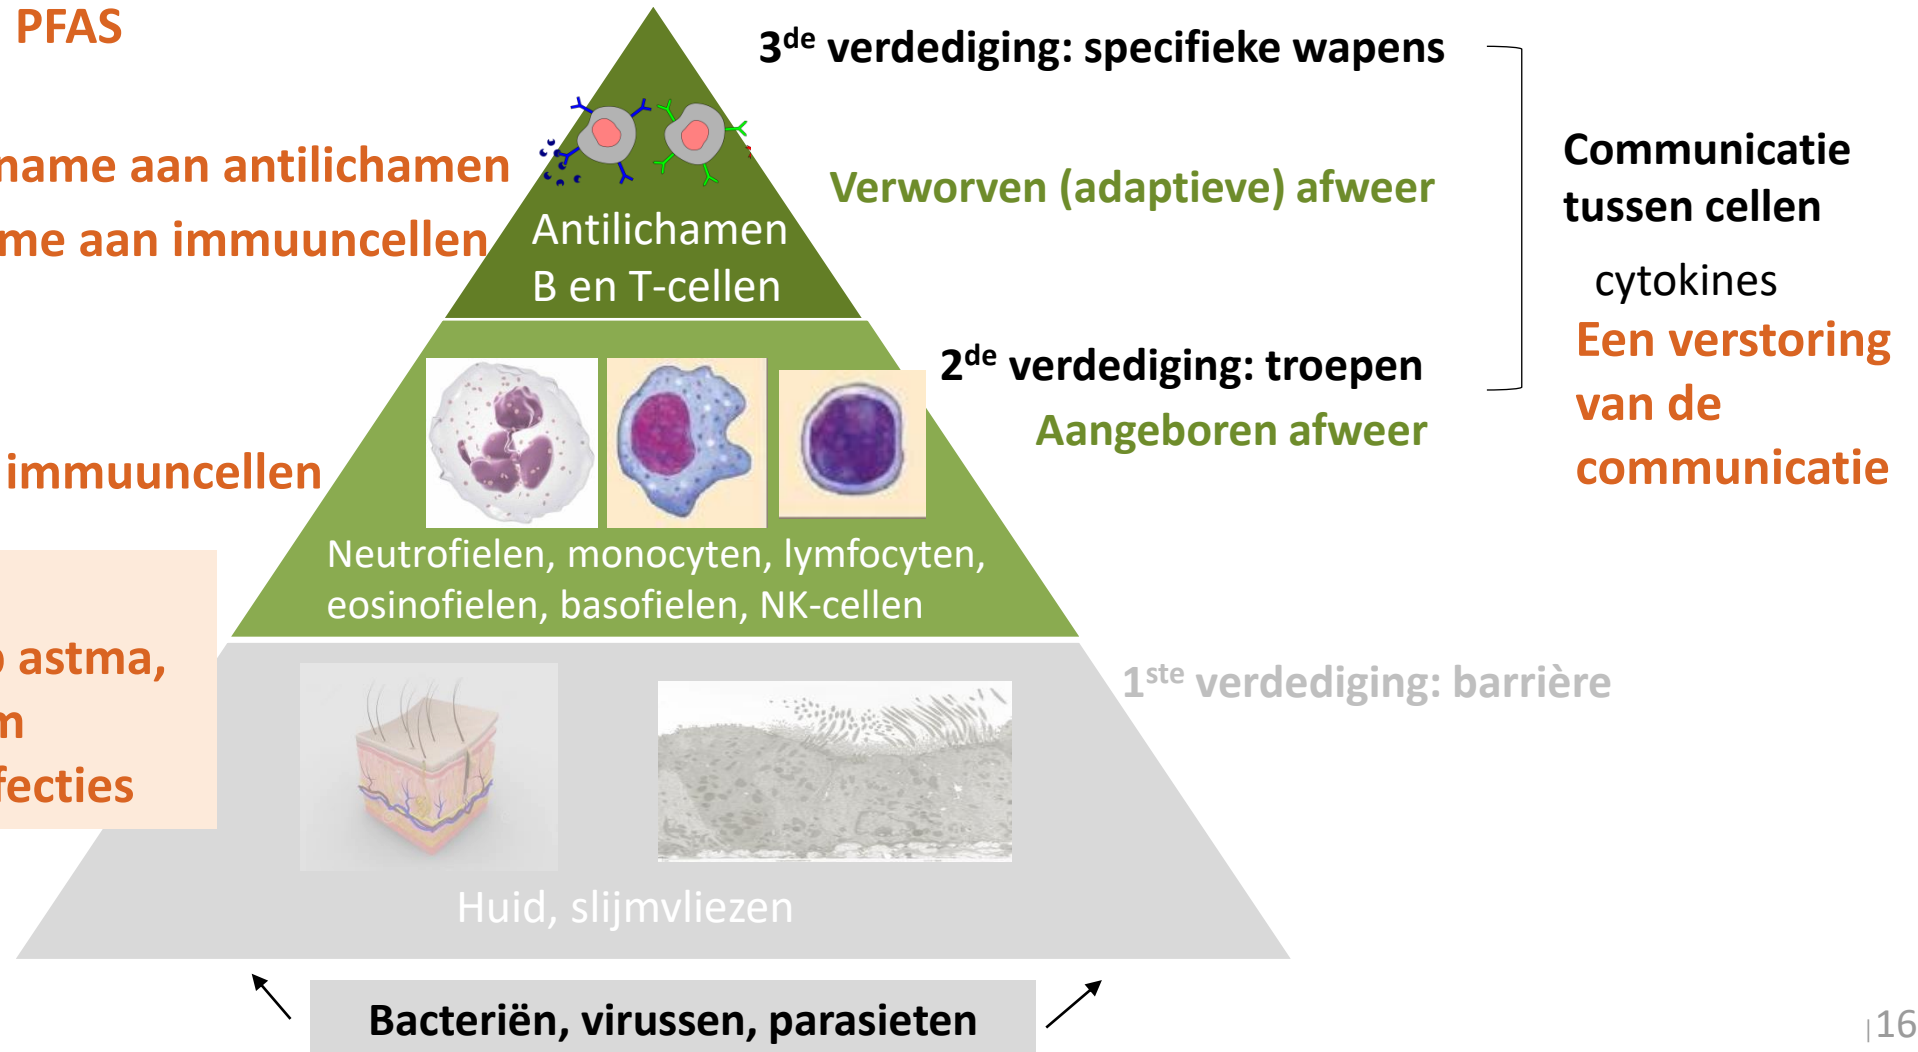 PFAS
3de verdediging: specifieke wapens
name aan antilichamen
me aan immuuncellen
Verworven (adaptieve) afweer
Antilichamen
B en T-cellen
Communicatie
tussen cellen
cytokines
Een verstoring
van de
communicatie
2de verdediging: troepen
Aangeboren afweer
immuuncellen
Neutrofielen, monocyten, lymfocyten,
eosinofielen, basofielen, NK-cellen
astma,
fecties
1ste verdediging: barrière
Huid, slijmvliezen
Bacteriën, virussen, parasieten
|16